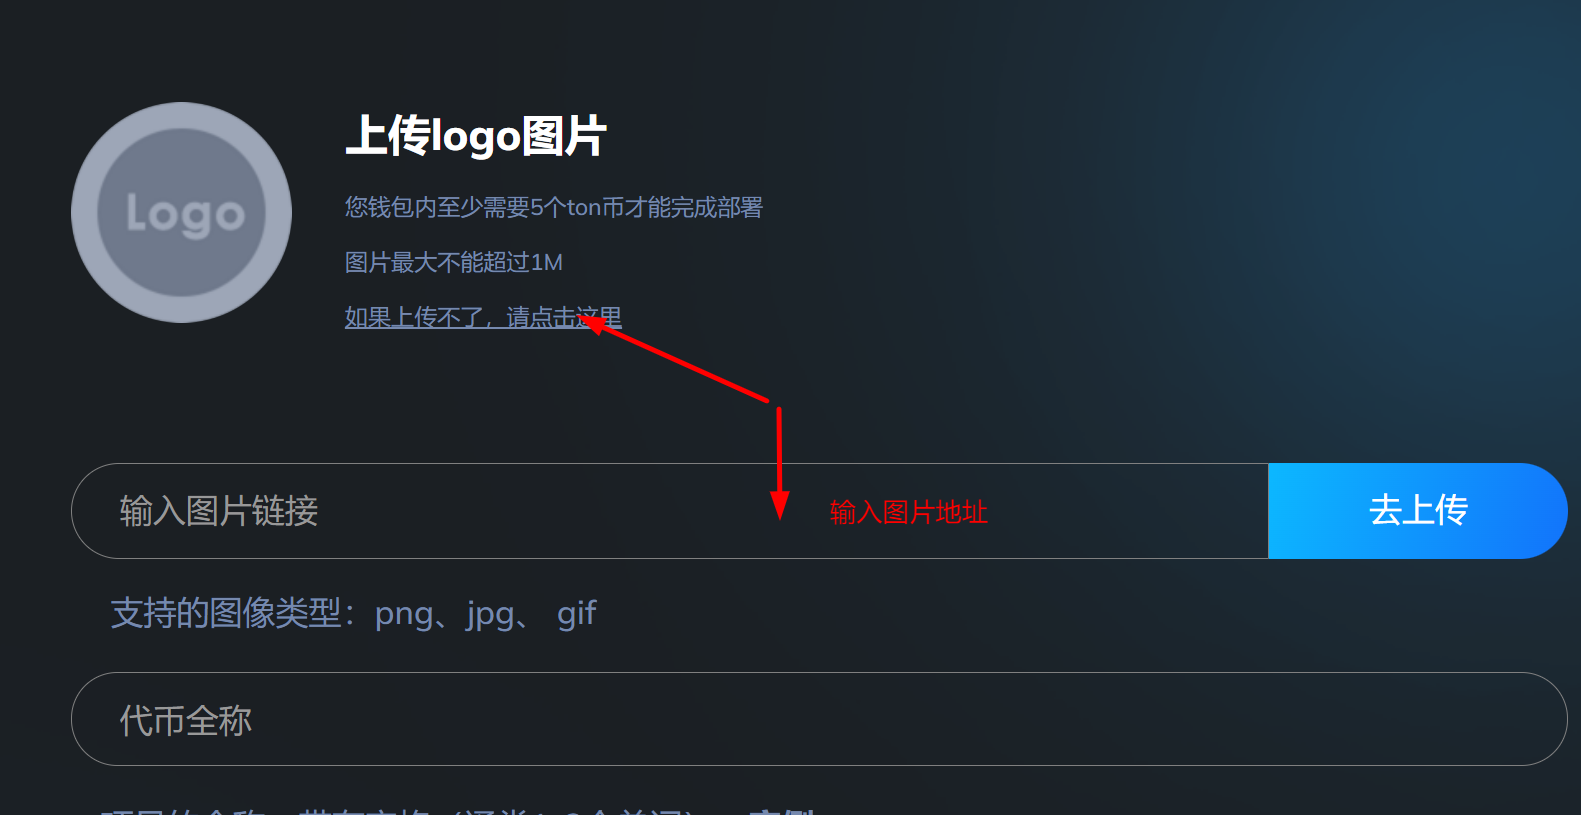 Logo
上传logo图片
您钱包内至少需要5个ton币才能完成部署
图片最大不能超过1M
如果上传不了，请点击这里
输入图片链接
输入图片地址
去上传
支持的图像类型：png、jpg、 gif
代币全称